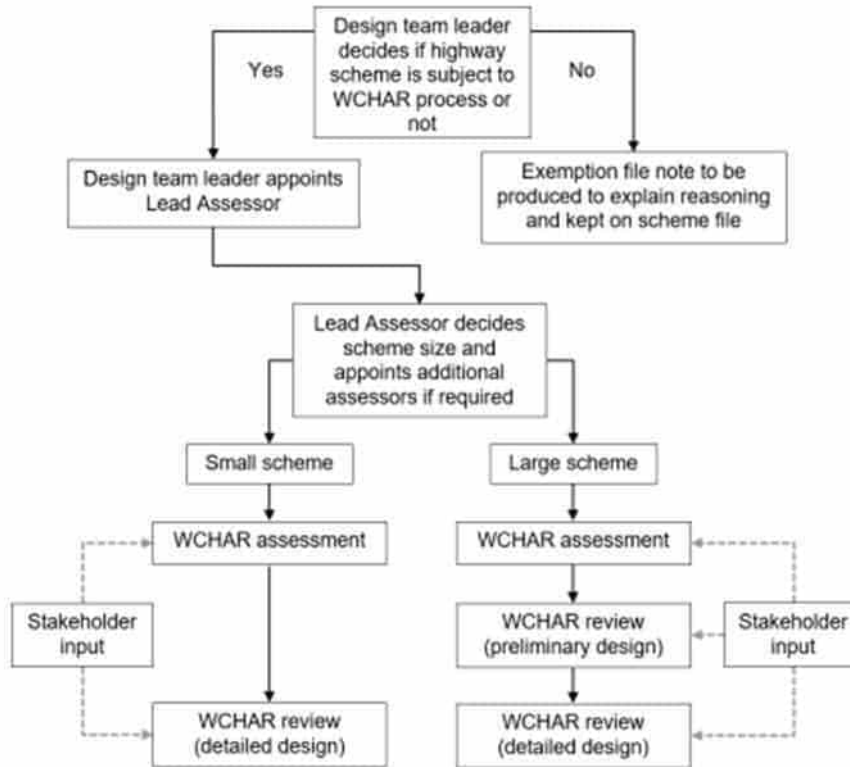 Design team leader
decides if highway
scheme is subject to
WCHAR process or
not
Yes
No
Design team leader appoints
Lead Assessor
Exemption file note to be
produced to explain reasoning
and kept on scheme file
Lead Assessor decides
scheme size and
appoints additional
assessors if required
Small scheme
Large scheme
WCHAR assessment
WCHAR assessment
Stakeholder
input
WCHAR review
(preliminary design)
Stakeholder
input
WCHAR review
(detailed design)
WCHAR review
(detailed design)